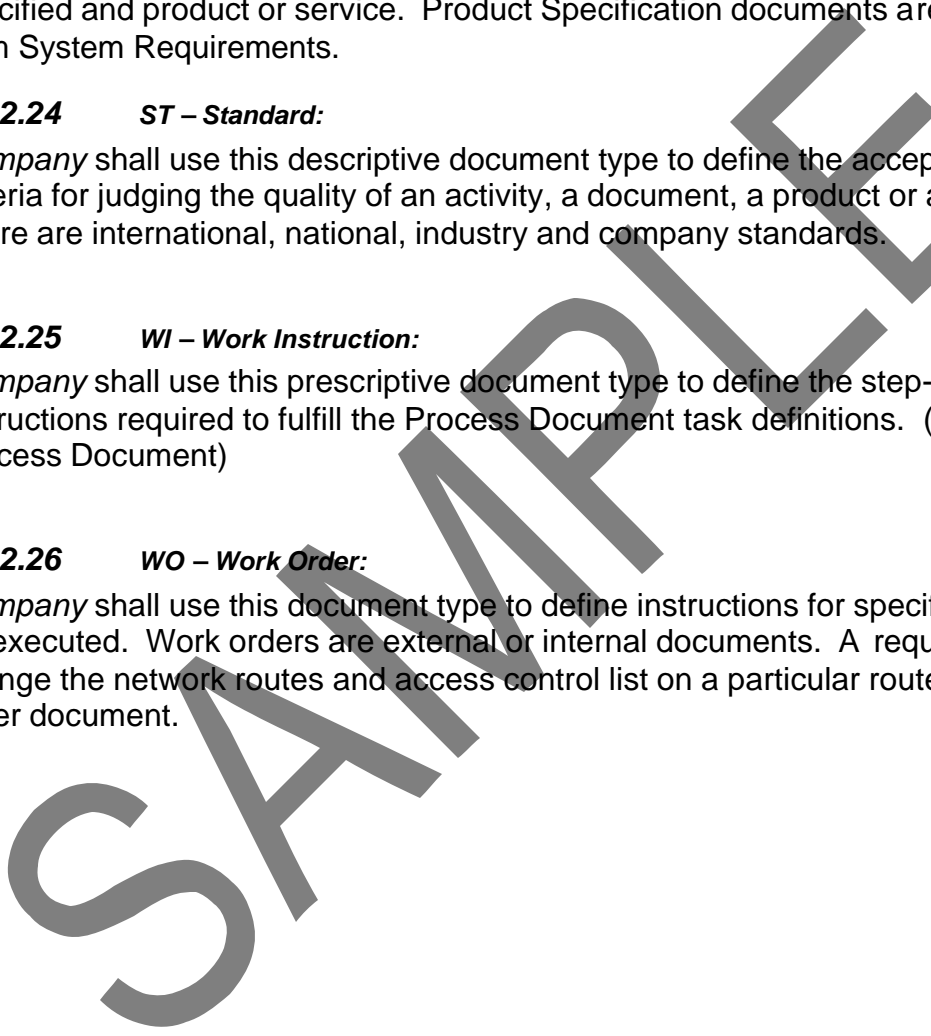 cified and product or service. Product Specification documents are
System Requirements.
2.24 ST – Standard:
mpany shall use this descriptive document type to define the accep
eria for judging the quality of an activity, a document, a product or a
re are international, national, industry and company standards.
2.25 WI – Work Instruction:
mpany shall use this prescriptive document type to define the step-
ructions required to fulfill the Process Document task definitions. (
cess Document)
2.26 WO – Work Order:
mpany shall use this document type to define instructions for specif
executed. Work orders are external or internal documents. A requ
nge the network routes and access control list on a particular route
er document.
SAMPLE